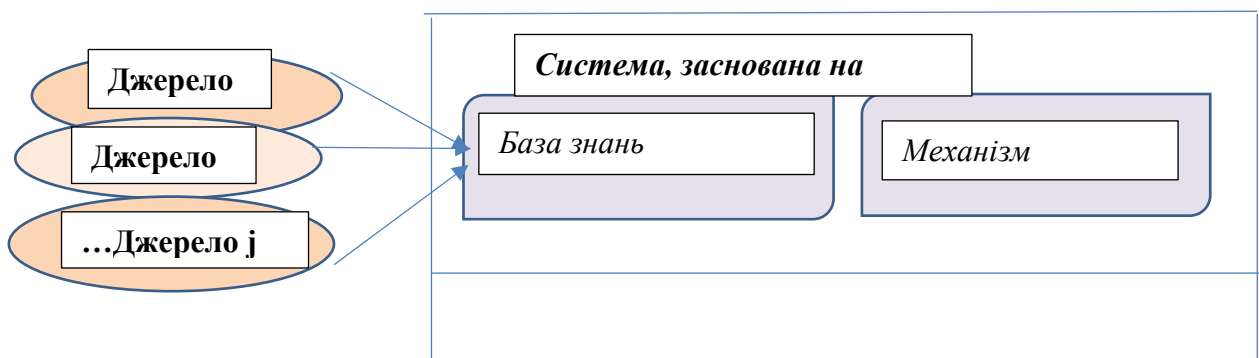 Джерело
Джерело
…Джерело j
Система, заснована на
База знань
Механізм